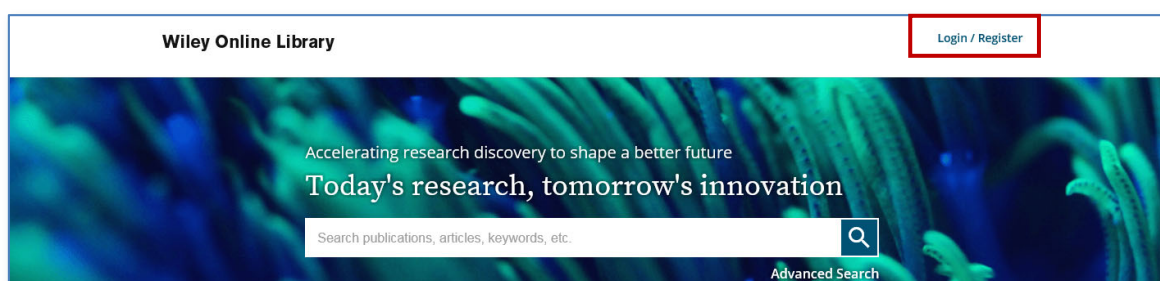 Wiley Online Library
Login / Register
Accelerating research discovery to shape a better future
Today's research, tomorrow's innovation
Search publications, articles, keywords, etc.
Advanced Search